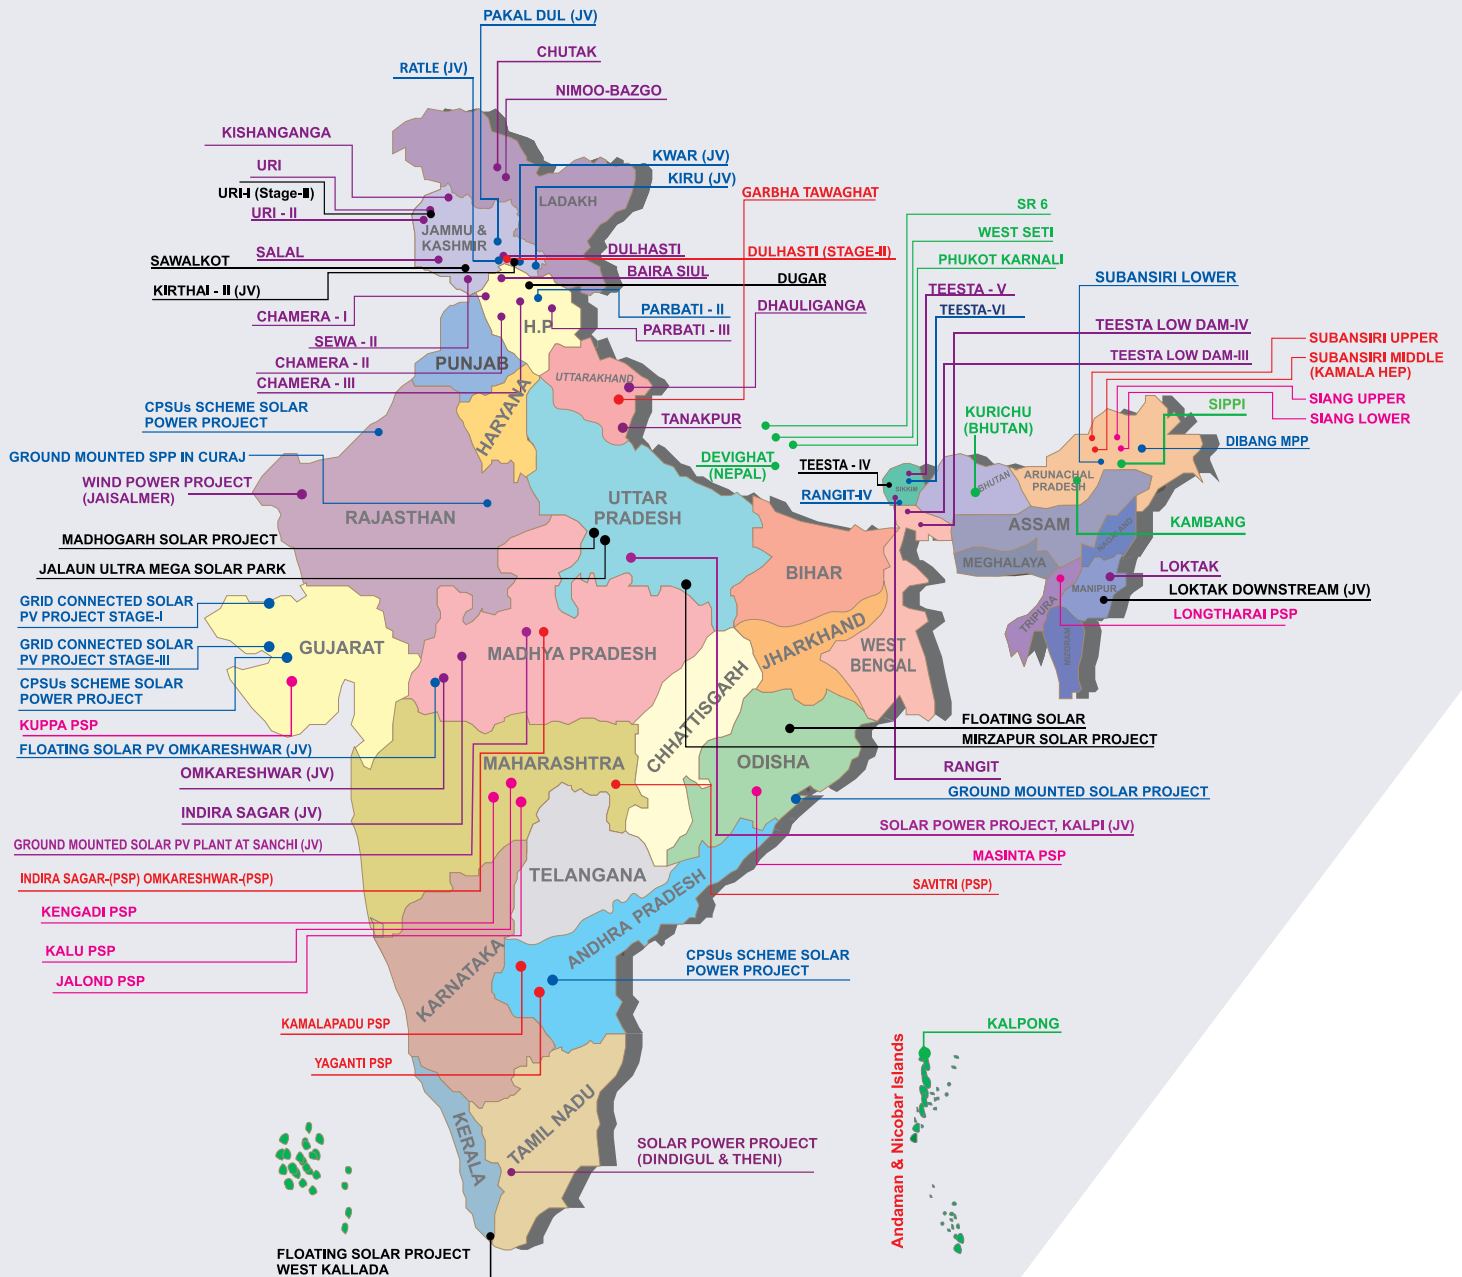 PAKAL DUL (JV)
CHUTAK
RATLE (JV)
NIMOO-BAZGO
KISHANGANGA
KWAR (JV)
URI
KIRU (JV)
URI-I (Stage-II)
GARBHA TAWAGHAT
LADAKH
SR 6
URI - II
JAMMU &
KASHMIR
WEST SETI
SALAL
DULHASTI
DULHASTI (STAGE-II)
PHUKOT KARNALI
SAWALKOT
BAIRA SIUL
DUGAR
SUBANSIRI LOWER
KIRTHAI - II (JV)
TEESTA - V
DHAULIGANGA
CHAMERA - I
PARBATI - II
TEESTA-VI
H.P
PARBATI - III
TEESTA LOW DAM-IV
SEWA - II
SUBANSIRI UPPER
CHAMERA - II
PUNJAB
TEESTA LOW DAM-III
SUBANSIRI MIDDLE
(KAMALA HEP)
CHAMERA - III
UTTARAKHAND
SIANG UPPER
SIPPI
CPSUs SCHEME SOLAR
POWER PROJECT
HARYANA
TANAKPUR
KURICHU
(BHUTAN)
SIANG LOWER
DIBANG MPP
GROUND MOUNTED SPP IN CURAJ
DEVIGHAT
(NEPAL)
TEESTA - IV
WIND POWER PROJECT
(JAISALMER)
SIKKIM
BHUTAN
ARUNACHAL
PRADESH
RANGIT-IV
RAJASTHAN
UTTAR
PRADESH
ASSAM
KAMBANG
NAGALAND
MADHOGARH SOLAR PROJECT
MEGHALAYA
JALAUN ULTRA MEGA SOLAR PARK
BIHAR
LOKTAK
MANIPUR
LOKTAK DOWNSTREAM (JV)
GRID CONNECTED SOLAR
PV PROJECT STAGE-I
TRIPURA
LONGTHARAI PSP
GRID CONNECTED SOLAR
PV PROJECT STAGE-III
GUJARAT
MADHYA PRADESH
JHARKHAND
WEST
BENGAL
MIZORAM
CPSUs SCHEME SOLAR
POWER PROJECT
CHHATTISGARH
KUPPA PSP
FLOATING SOLAR
FLOATING SOLAR PV OMKARESHWAR (JV)
MIRZAPUR SOLAR PROJECT
OMKARESHWAR (JV)
MAHARASHTRA
ODISHA
RANGIT
GROUND MOUNTED SOLAR PROJECT
INDIRA SAGAR (JV)
SOLAR POWER PROJECT, KALPI (JV)
GROUND MOUNTED SOLAR PV PLANT AT SANCHI (JV)
MASINTA PSP
INDIRA SAGAR-(PSP) OMKARESHWAR-(PSP)
TELANGANA
SAVITRI (PSP)
KENGADI PSP
ANDHRA PRADESH
KALU PSP
CPSUs SCHEME SOLAR
POWER PROJECT
JALOND PSP
KARNATAKA
KAMALAPADU PSP
KALPONG
YAGANTI PSP
Andaman & Nicobar Islands
KERALA
TAMIL NADU
SOLAR POWER PROJECT
(DINDIGUL & THENI)
FLOATING SOLAR PROJECT
WEST KALLADA